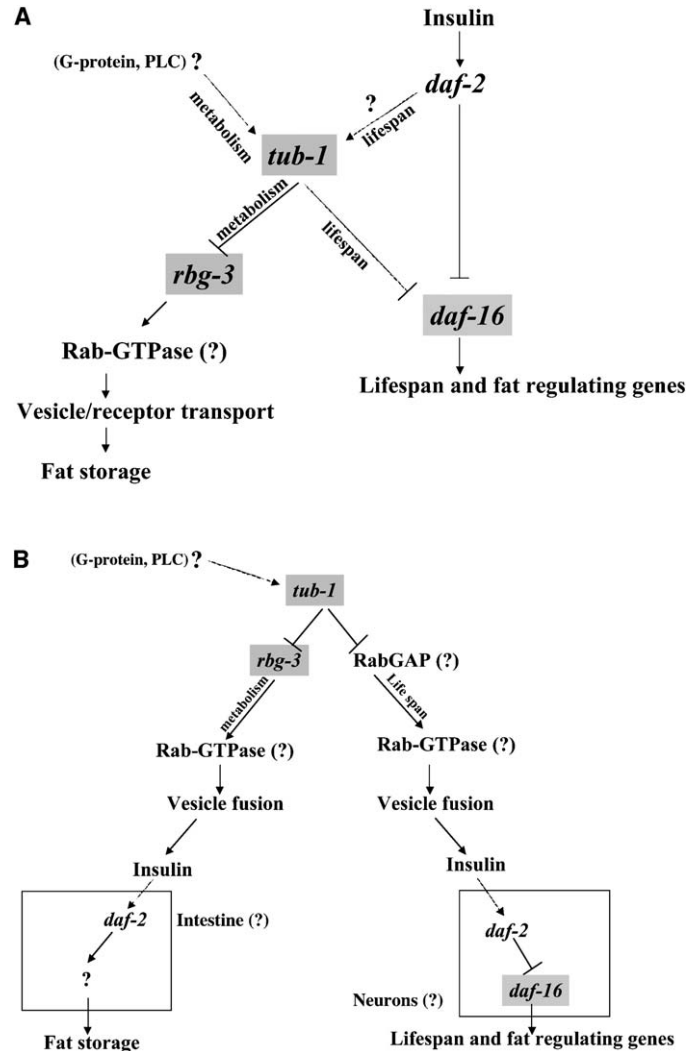 A
Insulin
(G-protein, PLC) ?
daf-2
?
metabolism
lifespan
tub-1
metabolism
lifespan
rbg-3
daf-16
Rab-GTPase (?)
Lifespan and fat regulating genes
Vesicle/receptor transport
Fat storage
B
(G-protein, PLC) ?
tub-1
rbg-3
RabGAP (?)
metabolism
Life span
Rab-GTPase (?)
Rab-GTPase (?)
Vesicle fusion
Vesicle fusion
Insulin
Insulin
daf-2
Intestine (?)
daf-2
?
Neurons (?)
daf-16
Fat storage
Lifespan and fat regulating genes